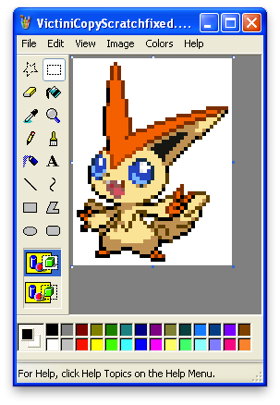 VictiniCopyScratchfixed....
File Edit View Image Colors Help
A
For Help, click Help Topics on the Help Menu.